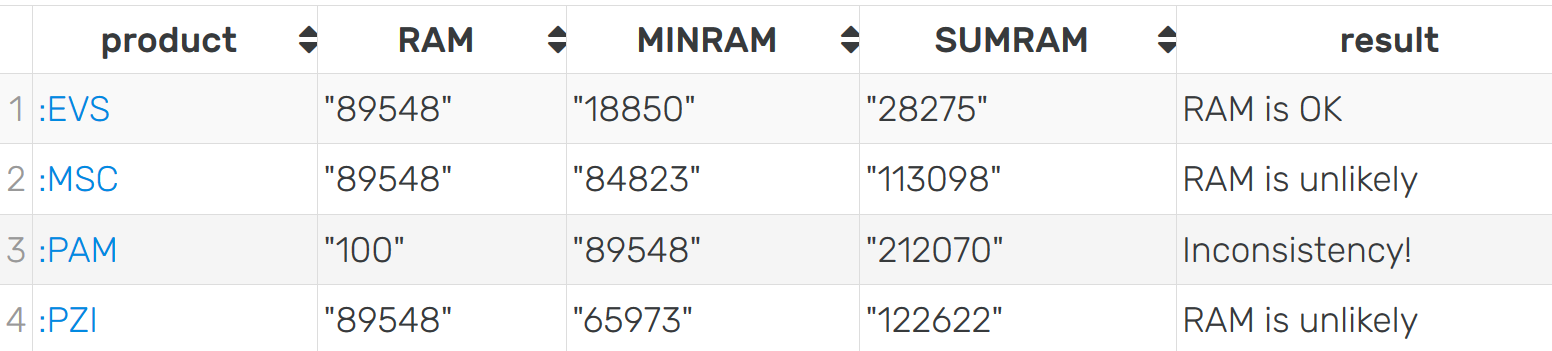 product RAM MINRAM SUMRAM result
1 :EVS "89548" "18850" "28275" RAM is OK
2 :MSC "89548" "84823" "113098" RAM is unlikely
3 :PAM "100" "89548" "212070" Inconsistency!
4 :PZI "89548" "65973" "122622" RAM is unlikely